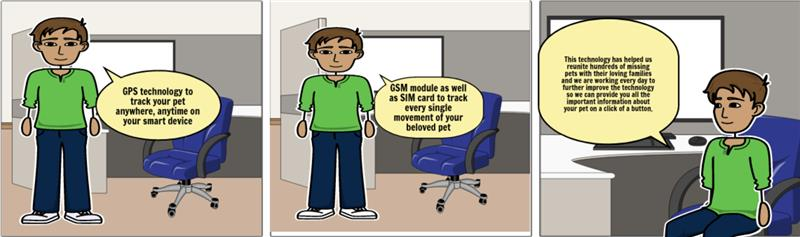 GPS technology to
track your pet
anywhere, anytime on
your smart device
GSM module as well
as SIM card to track
every single
movement of your
beloved pet
This technology has helped us
reunite hundreds of missing
pets with their loving families
and we are working every day to
further improve the technology
so we can provide you all the
important information about
your pet on a click of a button.